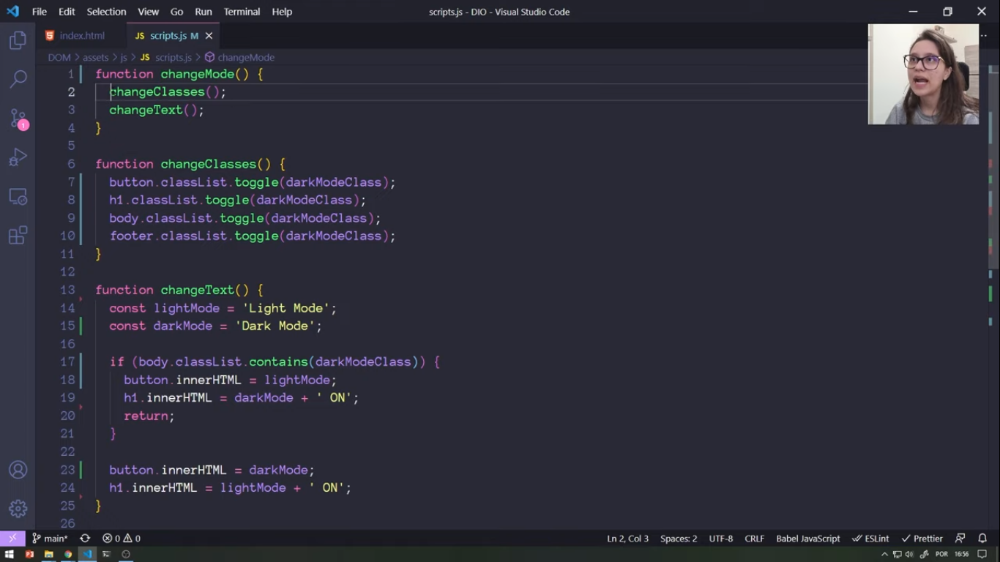 File Edit Selection View Go Run Terminal Help scripts.js - DIO - Visual Studio Code
index.html JS scripts.js M
DOM > assets > js > JS scripts.js > changeMode
1 function changeMode() {
2 changeClasses();
3 changeText();
4 }
5
6 function changeClasses() {
7 button.classList.toggle(darkModeClass);
8 h1.classList.toggle(darkModeClass);
9 body.classList.toggle(darkModeClass);
10 footer.classList.toggle(darkModeClass);
11 }
12
13 function changeText() {
14 const lightMode = 'Light Mode';
15 const darkMode = 'Dark Mode';
16
17 if (body.classList.contains(darkModeClass)) {
18 button.innerHTML = lightMode;
19 h1.innerHTML = darkMode + ' ON';
20 return;
21 }
22
23 button.innerHTML = darkMode;
24 h1.innerHTML = lightMode + ' ON';
25 }
26
1
main* 0 0 Ln 2, Col 3 Spaces: 2 UTF-8 CRLF Babel JavaScript ESLint Prettier
POR 16:56